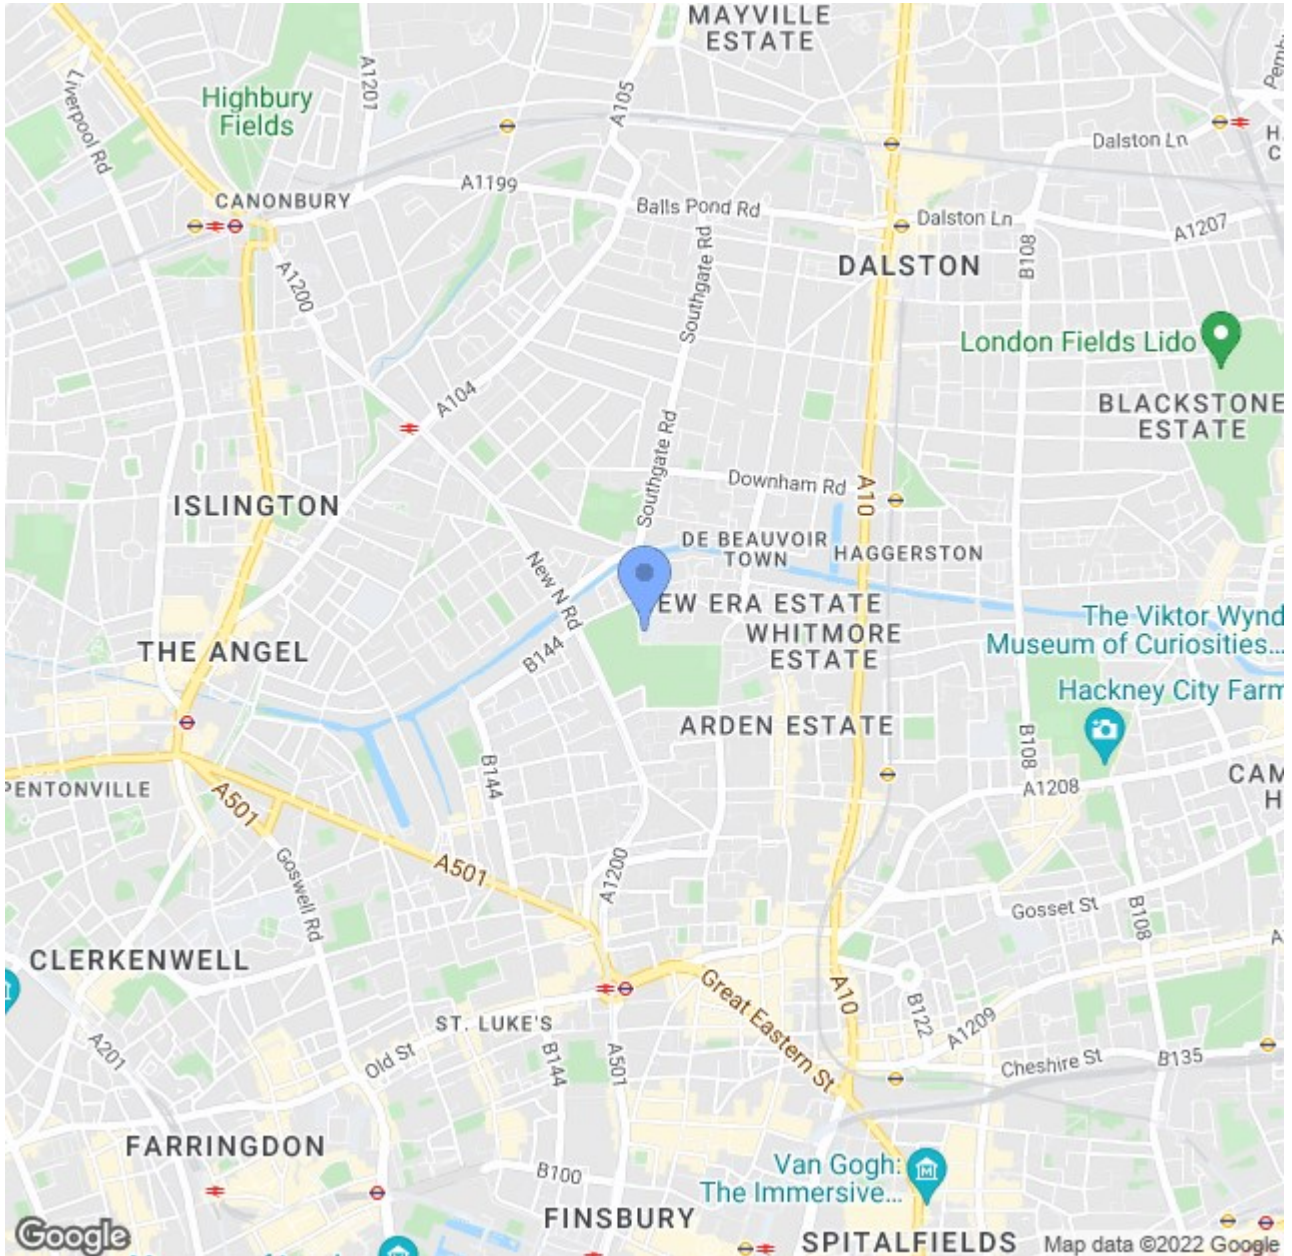 MAYVILLE
ESTATE
Liverpool Rd
A1201
A105
Highbury
Fields
Dalston Ln
CANONBURY
A1199
Balls Pond Rd
Dalston Ln
A1207
A1200
Southgate Rd
DALSTON
B108
London Fields Lido
A104
BLACKSTONE
ESTATE
Southgate Rd
Downham Rd
A10
ISLINGTON
DE BEAUVOIR
TOWN
HAGGERSTON
New N Rd
EW ERA ESTATE
WHITMORE
ESTATE
The Viktor Wynd
Museum of Curiosities...
THE ANGEL
B144
Hackney City Farm
ARDEN ESTATE
B108
B144
A1208
CAM
H
PENTONVILLE
A501
A501
A1200
Goswell Rd
Gosset St
B108
A
CLERKENWELL
Great Eastern St
A10
B122
A1209
ST. LUKE'S
A201
Old St
B144
A501
Cheshire St
B135
FARRINGDON
B100
Van Gogh:
The Immersive...
FINSBURY
SPITALFIELDS
Google
Map data ©2022 Google